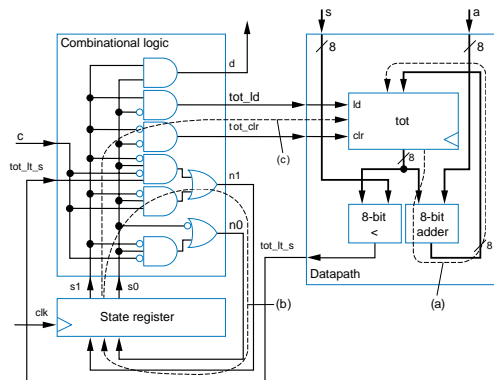 s
a
Combinational logic
8
8
d
tot_ld
ld
tot_clr
clr
tot
c
(c)
tot_lt_s
n1
8
n0
8-bit
<
8-bit
adder
8
tot_lt_s
s1
s0
Datapath
(a)
(b)
clk
State register